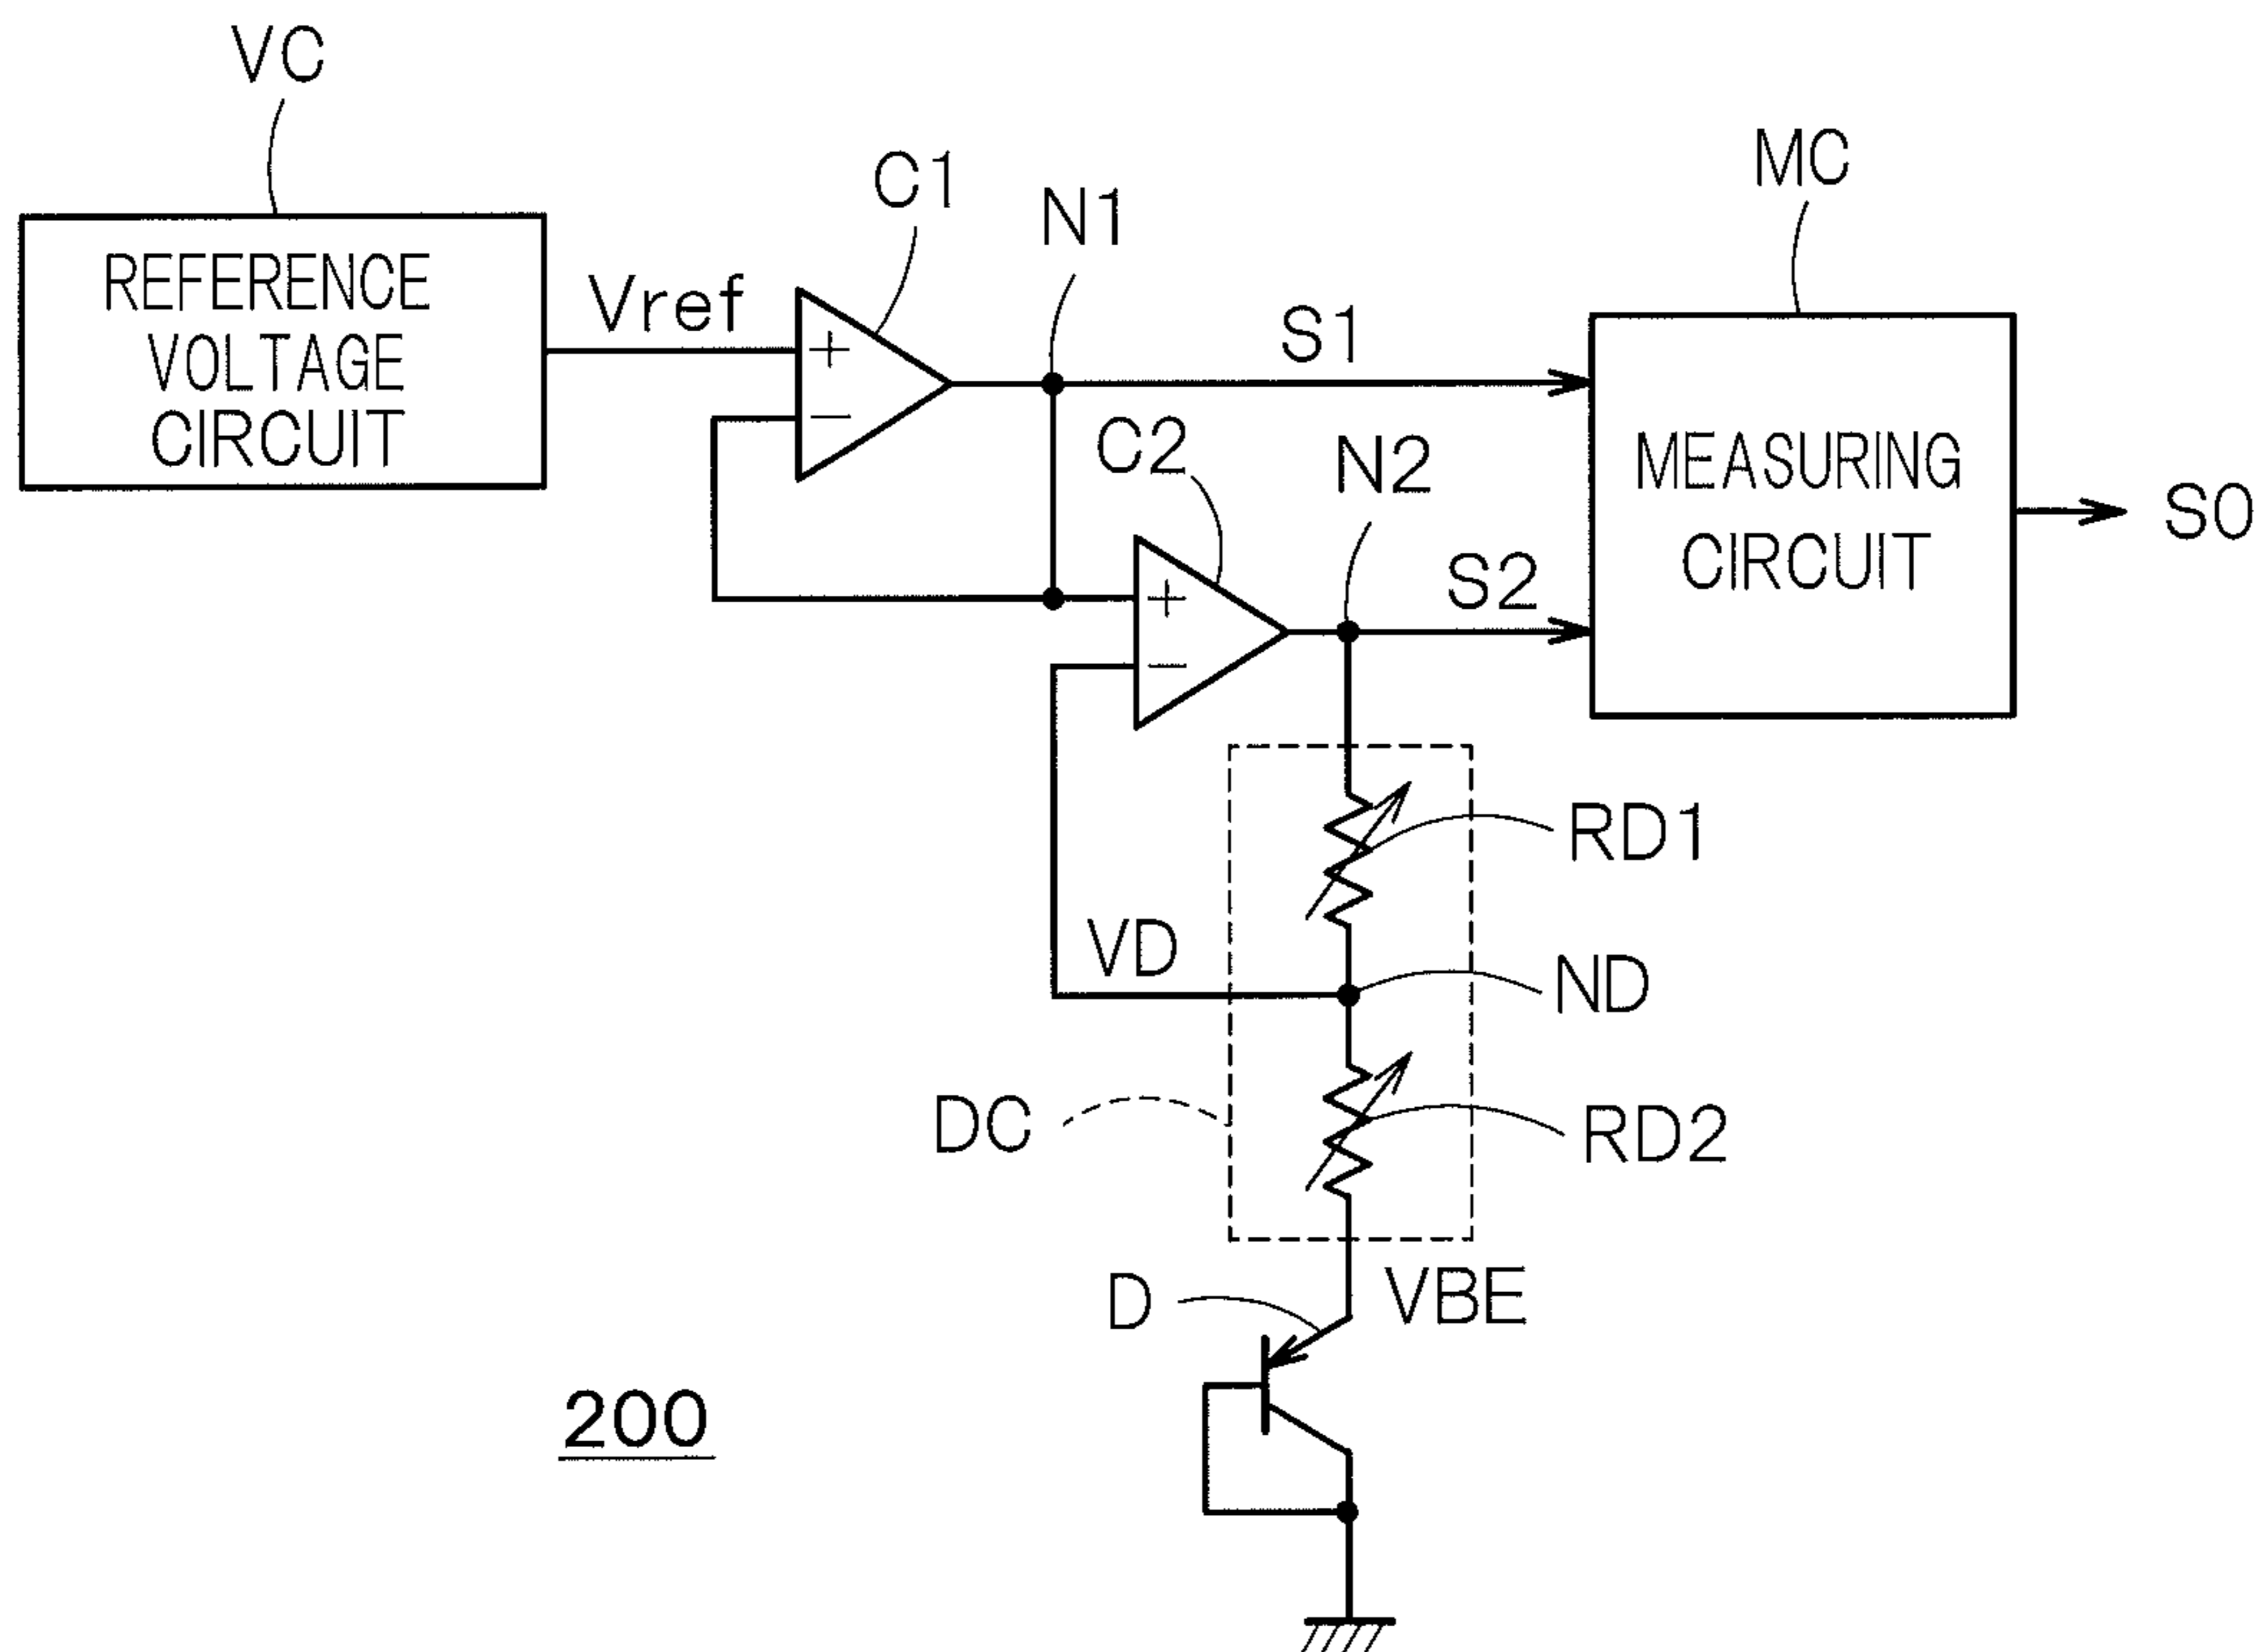 VC
REFERENCE
VOLTAGE
CIRCUIT
Vref
C1
+
−
N1
S1
MC
MEASURING
CIRCUIT
SO
C2
+
−
N2
S2
RD1
VD
ND
DC
RD2
D
VBE
200